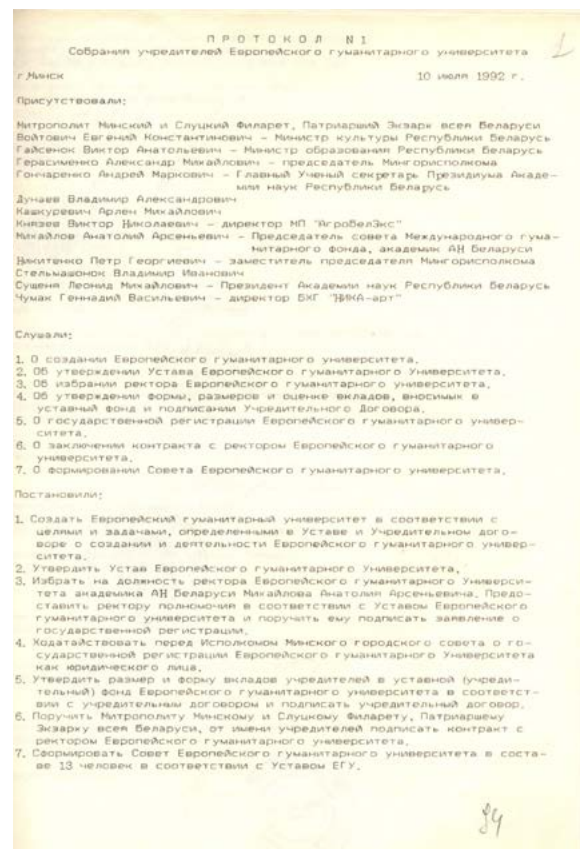 1
П Р О Т О К О Л N 1
Собрания учредителей Европейского гуманитарного университета
г.Минск 10 июля 1992 г.
Присутствовали:
Митрополит Минский и Слуцкий Филарет, Патриарший Экзарх всея Беларуси
Войтович Евгений Константинович - Министр культуры Республики Беларусь
Гайсенок Виктор Анатольевич - Министр образования Республики Беларусь
Герасименко Александр Михайлович - председатель Мингорисполкома
Гончаренко Андрей Маркович - Главный Ученый секретарь Президиума Акаде-
мии наук Республики Беларусь
Дунаев Владимир Александрович
Кашкуревич Арлен Михайлович
Князев Виктор Николаевич - директор МП "АгроБелЭкс"
Михайлов Анатолий Арсеньевич - Председатель совета Международного гума-
нитарного фонда, академик АН Беларуси
Никитенко Петр Георгиевич - заместитель председателя Мингорисполкома
Стельмашонок Владимир Иванович
Сущеня Леонид Михайлович - Президент Академии наук Республики Беларусь
Чумак Геннадий Васильевич - директор БХГ "НИКА-арт"
Слушали:
1. О создании Европейского гуманитарного университета.
2. Об утверждении Устава Европейского гуманитарного Университета.
3. Об избрании ректора Европейского гуманитарного университета.
4. Об утверждении формы, размеров и оценке вкладов, вносимых в
уставный фонд и подписании Учредительного Договора.
5. О государственной регистрации Европейского гуманитарного универ-
ситета.
6. О заключении контракта с ректором Европейского гуманитарного
университета.
7. О формировании Совета Европейского гуманитарного университета.
Постановили:
1. Создать Европейский гуманитарный университет в соответствии с
целями и задачами, определенными в Уставе и Учредительном дого-
воре о создании и деятельности Европейского гуманитарного универ-
ситета.
2. Утвердить Устав Европейского гуманитарного Университета.
3. Избрать на должность ректора Европейского гуманитарного Универси-
тета академика АН Беларуси Михайлова Анатолия Арсеньевича. Предо-
ставить ректору полномочия в соответствии с Уставом Европейского
гуманитарного университета и поручить ему подписать заявление о
государственной регистрации.
4. Ходатайствовать перед Исполкомом Минского городского совета о го-
сударственной регистрации Европейского гуманитарного Университета
как юридического лица.
5. Утвердить размер и форму вкладов учредителей в уставной (учреди-
тельный) фонд Европейского гуманитарного университета в соответст-
вии с учредительным договором и подписать учредительный договор.
6. Поручить Митрополиту Минскому и Слуцкому Филарету, Патриаршему
Экзарху всея Беларуси, от имени учредителей подписать контракт с
ректором Европейского гуманитарного университета.
7. Сформировать Совет Европейского гуманитарного университета в соста-
ве 13 человек в соответствии с Уставом ЕГУ.